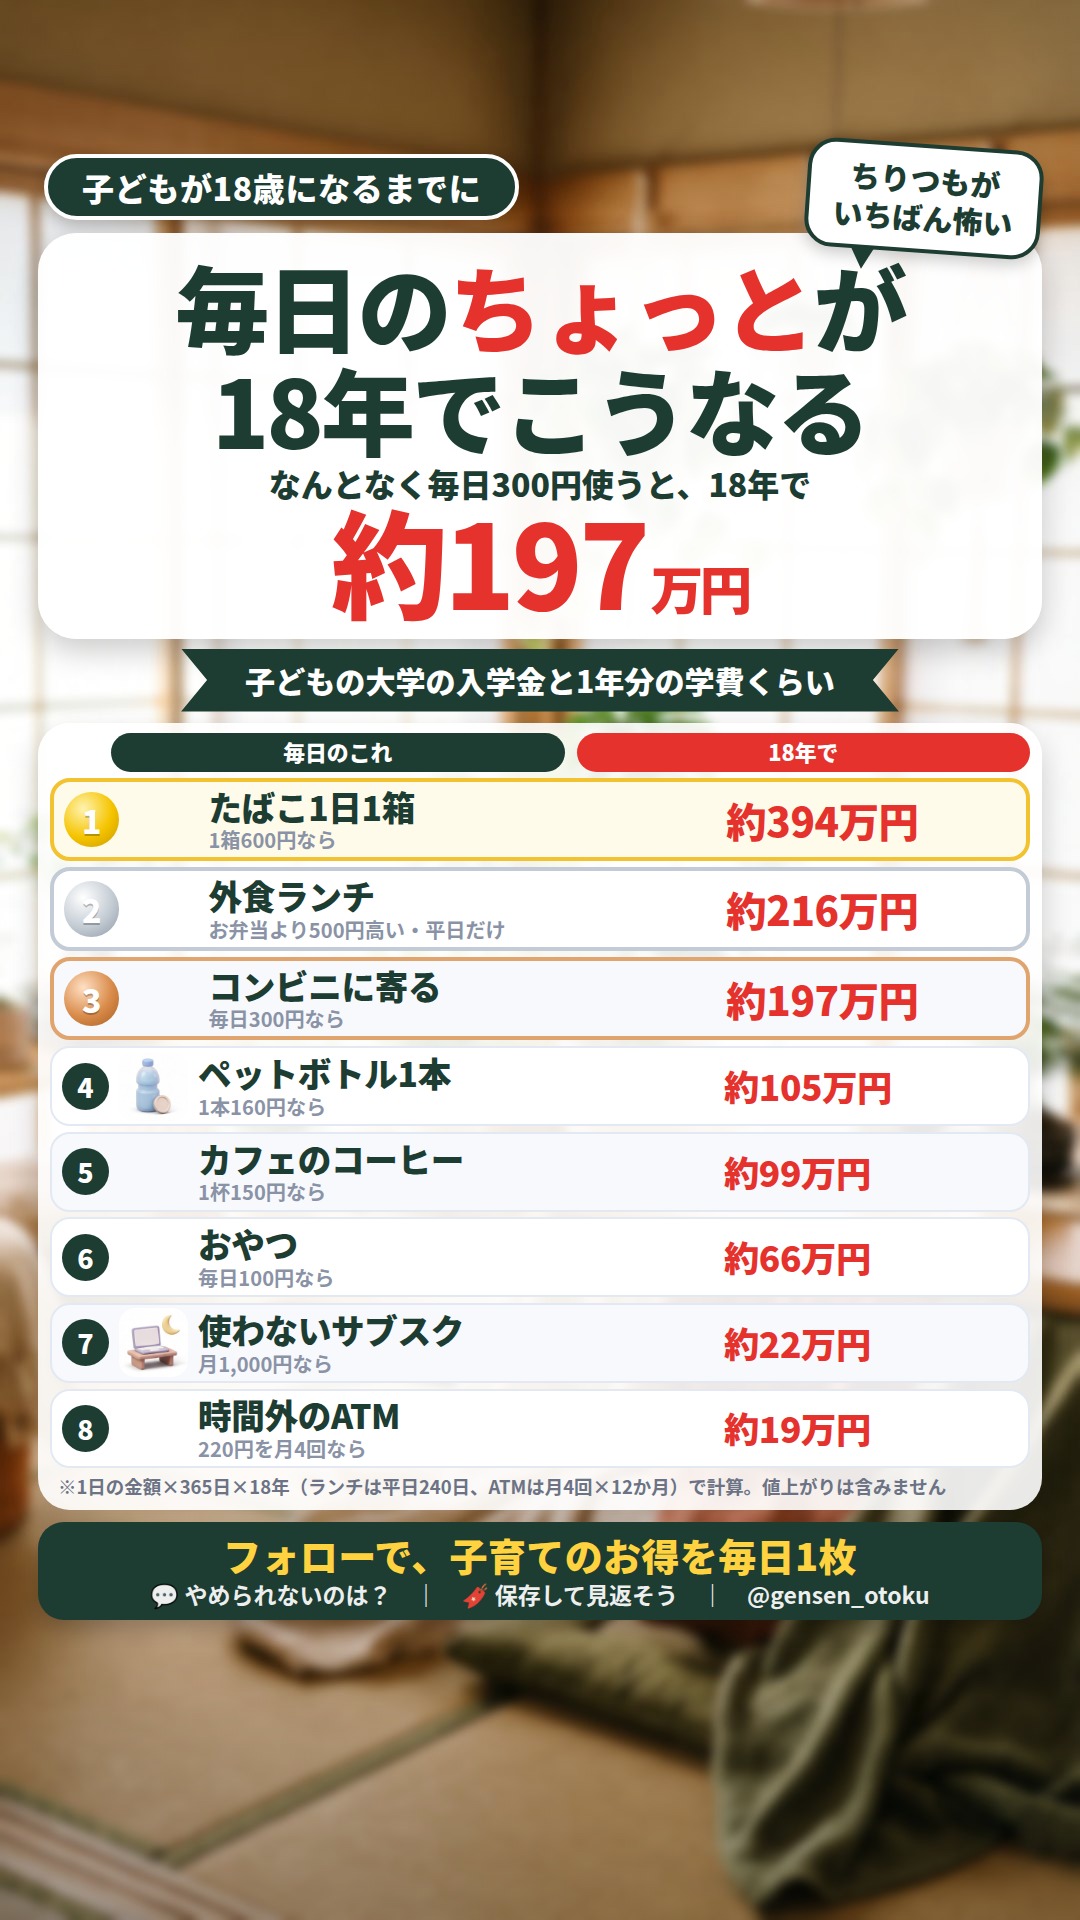 子どもが18歳になるまでに
ちりつもが
いちばん怖い
毎日のちょっとが
18年でこうなる
なんとなく毎日300円使うと、18年で
約197万円
子どもの大学の入学金と1年分の学費くらい
毎日のこれ 18年で
1 たばこ1日1箱 約394万円
1箱600円なら
2 外食ランチ 約216万円
お弁当より500円高い・平日だけ
3 コンビニに寄る 約197万円
毎日300円なら
4 ペットボトル1本 約105万円
1本160円なら
5 カフェのコーヒー 約99万円
1杯150円なら
6 おやつ 約66万円
毎日100円なら
7 使わないサブスク 約22万円
月1,000円なら
8 時間外のATM 約19万円
220円を月4回なら
※1日の金額×365日×18年（ランチは平日240日、ATMは月4回×12か月）で計算。値上がりは含みません
フォローで、子育てのお得を毎日1枚
💬 やめられないのは？ ｜ 🔖 保存して見返そう ｜ @gensen_otoku